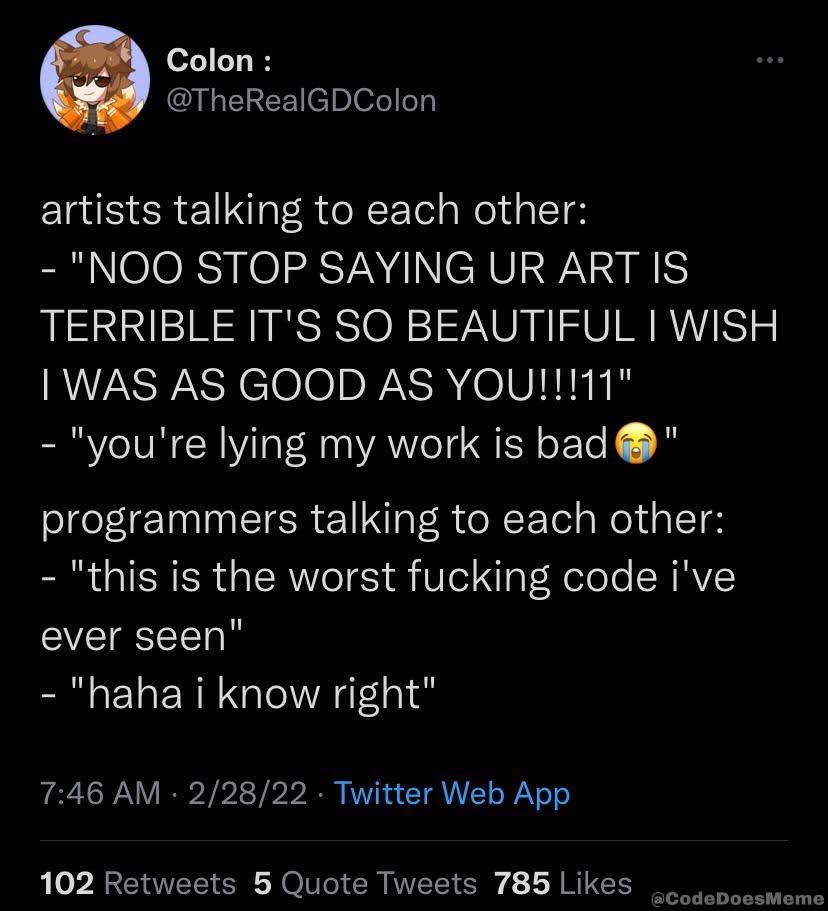 Colon :
@TheRealGDColon
artists talking to each other:
- "NOO STOP SAYING UR ART IS
TERRIBLE IT'S SO BEAUTIFUL I WISH
I WAS AS GOOD AS YOU!!!11"
- "you're lying my work is bad😭"
programmers talking to each other:
- "this is the worst fucking code i've
ever seen"
- "haha i know right"
7:46 AM · 2/28/22 · Twitter Web App
102 Retweets 5 Quote Tweets 785 Likes
@CodeDoesMeme